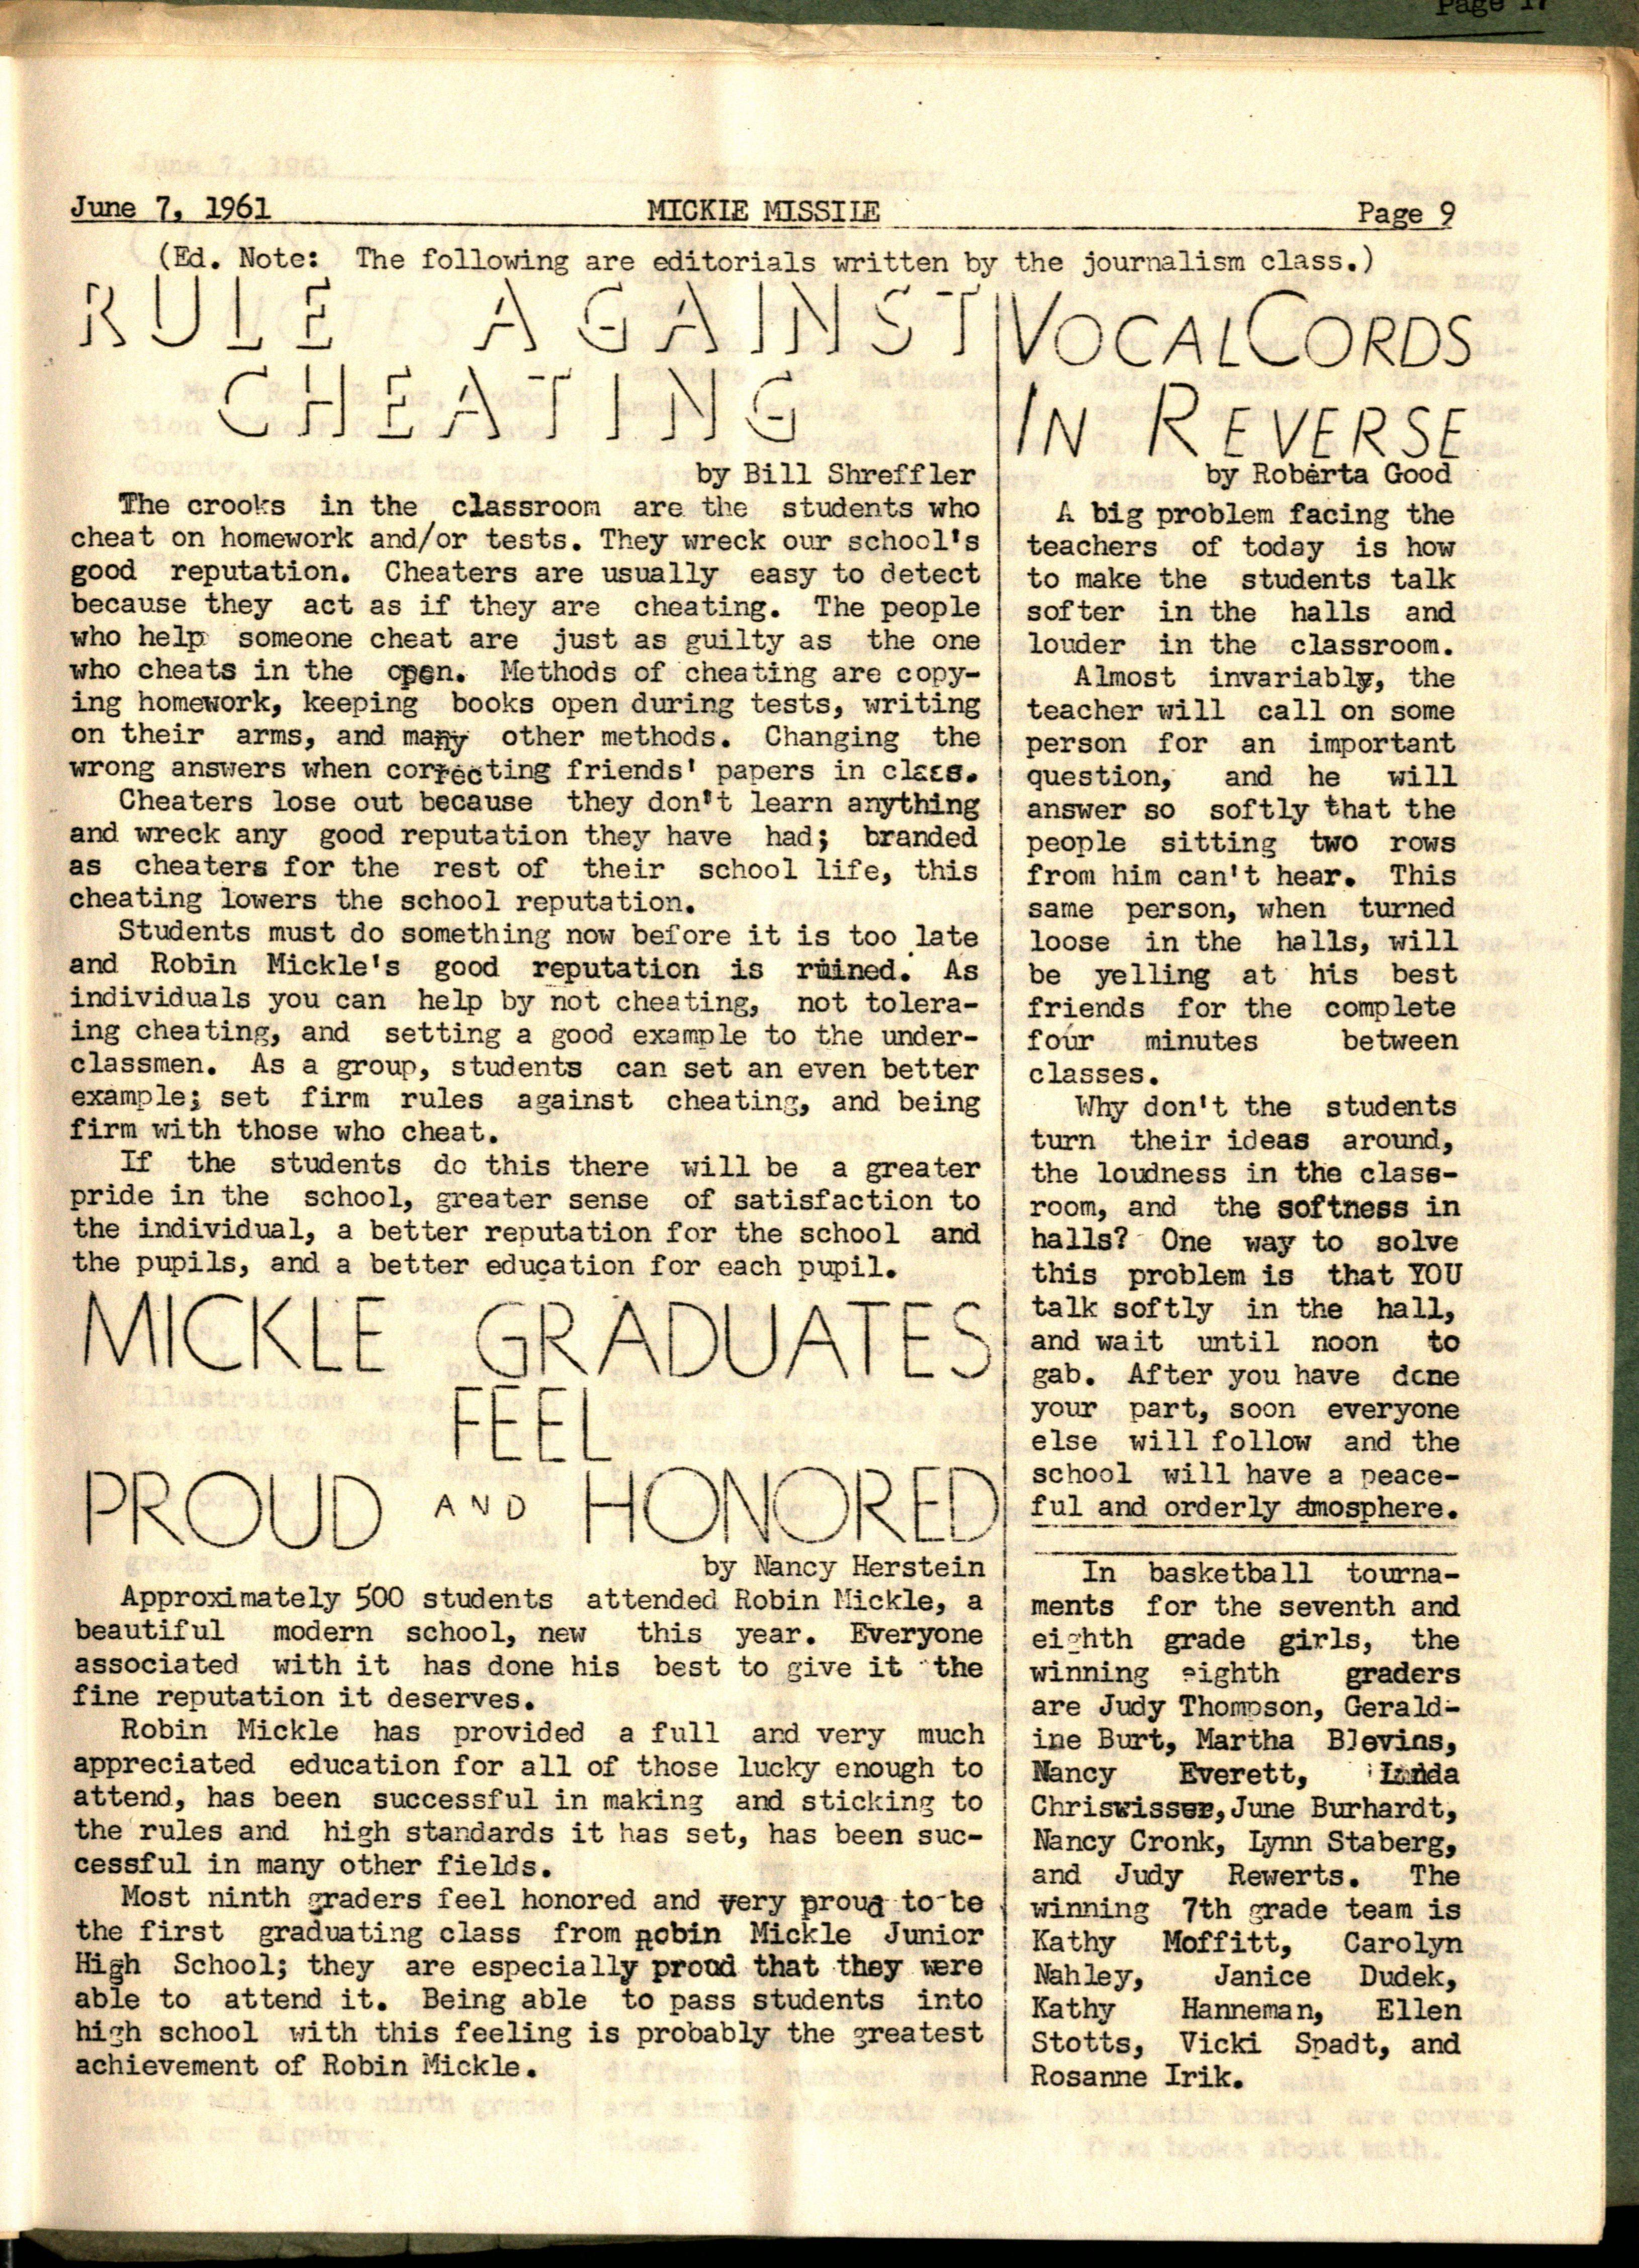 Page 17
June 7, 1961 MICKIE MISSIIE Page 9
(Ed. Note: The following are editorials written by the journalism class.)
RULE AGAINST
CHEATING
by Bill Shreffler
The crooks in the classroom are the students who
cheat on homework and/or tests. They wreck our school's
good reputation. Cheaters are usually easy to detect
because they act as if they are cheating. The people
who help someone cheat are just as guilty as the one
who cheats in the open. Methods of cheating are copy-
ing homework, keeping books open during tests, writing
on their arms, and many other methods. Changing the
wrong answers when correcting friends' papers in class.
Cheaters lose out because they don't learn anything
and wreck any good reputation they have had; branded
as cheaters for the rest of their school life, this
cheating lowers the school reputation.
Students must do something now before it is too late
and Robin Mickle's good reputation is ruined. As
individuals you can help by not cheating, not tolera-
ing cheating, and setting a good example to the under-
classmen. As a group, students can set an even better
example; set firm rules against cheating, and being
firm with those who cheat.
If the students do this there will be a greater
pride in the school, greater sense of satisfaction to
the individual, a better reputation for the school and
the pupils, and a better education for each pupil.
MICKLE GRADUATES
FEEL
PROUD AND HONORED
by Nancy Herstein
Approximately 500 students attended Robin Mickle, a
beautiful modern school, new this year. Everyone
associated with it has done his best to give it the
fine reputation it deserves.
Robin Mickle has provided a full and very much
appreciated education for all of those lucky enough to
attend, has been successful in making and sticking to
the rules and high standards it has set, has been suc-
cessful in many other fields.
Most ninth graders feel honored and very proud to be
the first graduating class from Robin Mickle Junior
High School; they are especially proud that they were
able to attend it. Being able to pass students into
high school with this feeling is probably the greatest
achievement of Robin Mickle.
VOCAL CORDS
IN REVERSE
by Roberta Good
A big problem facing the
teachers of today is how
to make the students talk
softer in the halls and
louder in the classroom.
Almost invariably, the
teacher will call on some
person for an important
question, and he will
answer so softly that the
people sitting two rows
from him can't hear. This
same person, when turned
loose in the halls, will
be yelling at his best
friends for the complete
four minutes between
classes.
Why don't the students
turn their ideas around,
the loudness in the class-
room, and the softness in
halls? One way to solve
this problem is that YOU
talk softly in the hall,
and wait until noon to
gab. After you have done
your part, soon everyone
else will follow and the
school will have a peace-
ful and orderly atmosphere.
In basketball tourna-
ments for the seventh and
eighth grade girls, the
winning eighth graders
are Judy Thompson, Gerald-
ine Burt, Martha Blevins,
Nancy Everett, Linda
Chriswisser, June Burhardt,
Nancy Cronk, Lynn Staberg,
and Judy Rewerts. The
winning 7th grade team is
Kathy Moffitt, Carolyn
Nahley, Janice Dudek,
Kathy Hanneman, Ellen
Stotts, Vicki Spadt, and
Rosanne Irik.